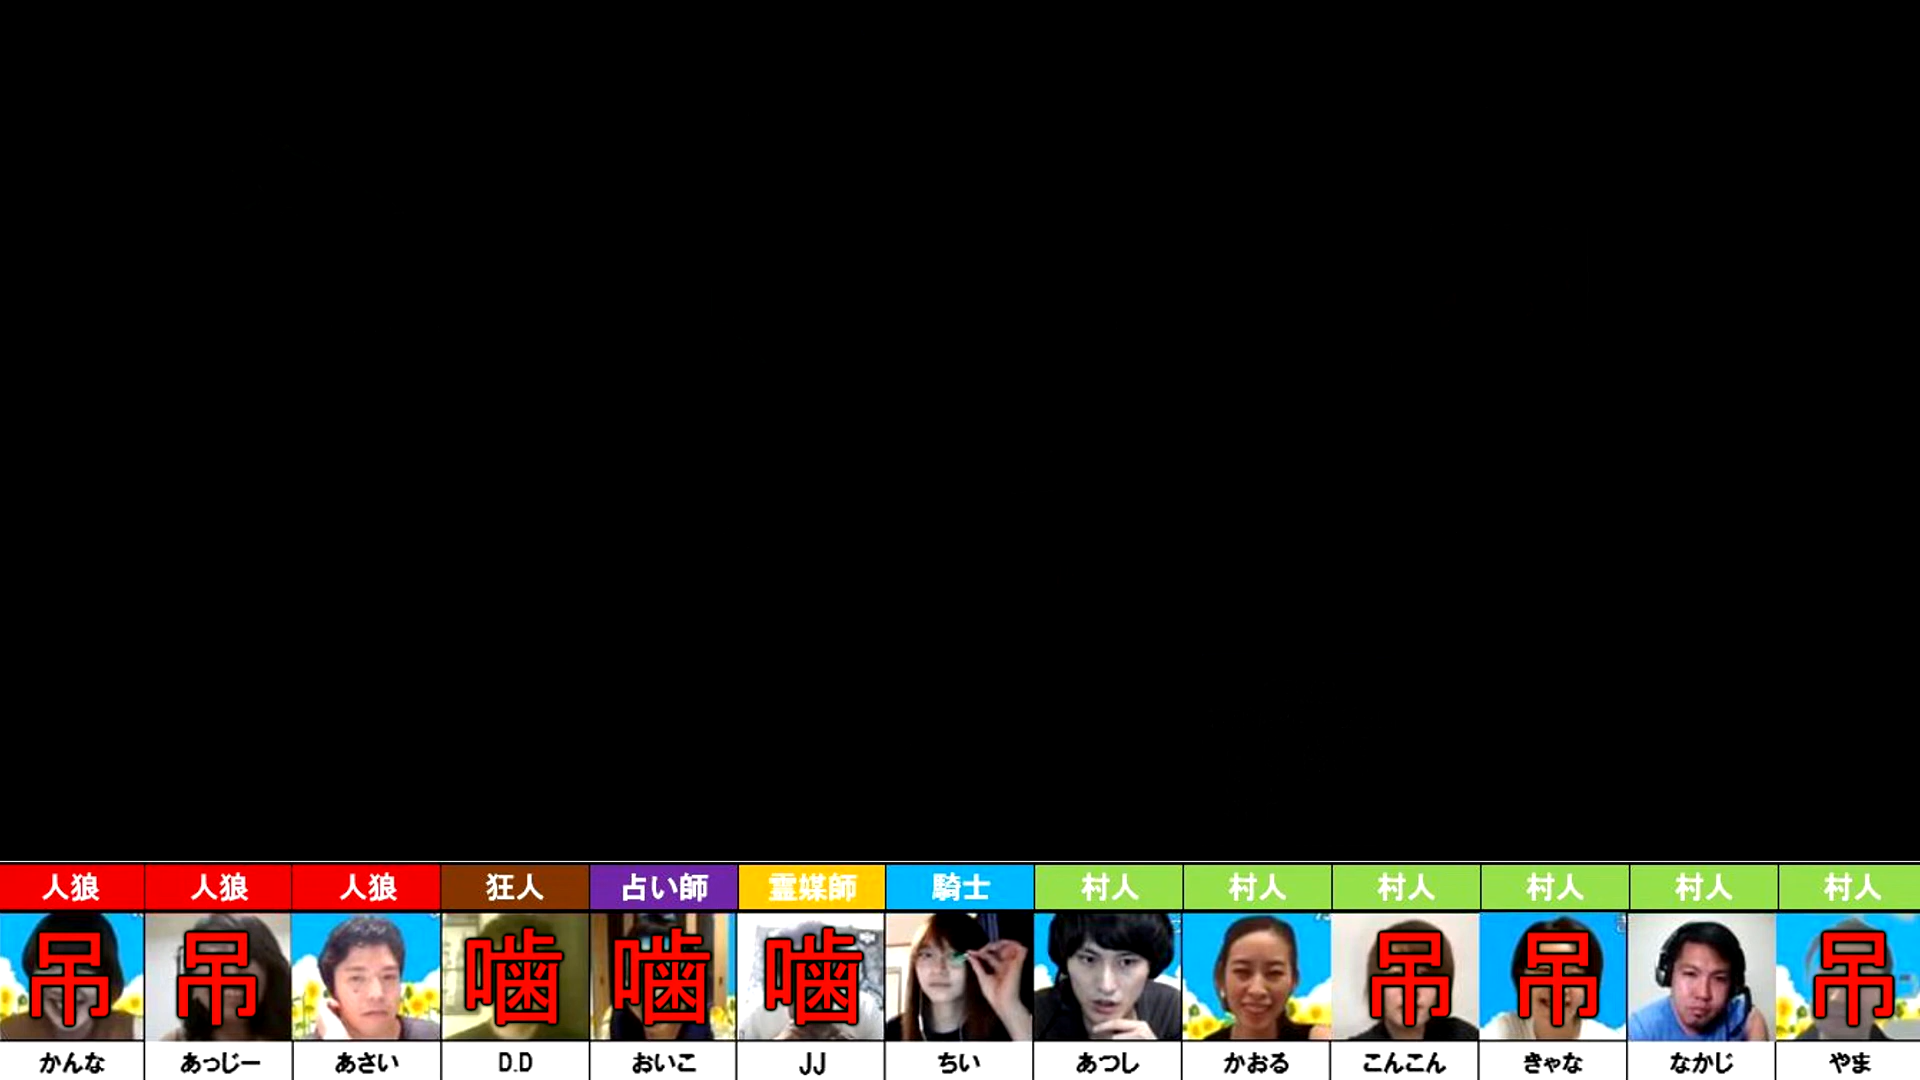 人狼 人狼 人狼 狂人 占い師 霊媒師 騎士 村人 村人 村人 村人 村人 村人
吊 吊 噛 噛 噛 吊 吊 吊
かんな あっじー あさい D.D おいこ JJ ちい あつし かおる こんこん きゃな なかじ やま